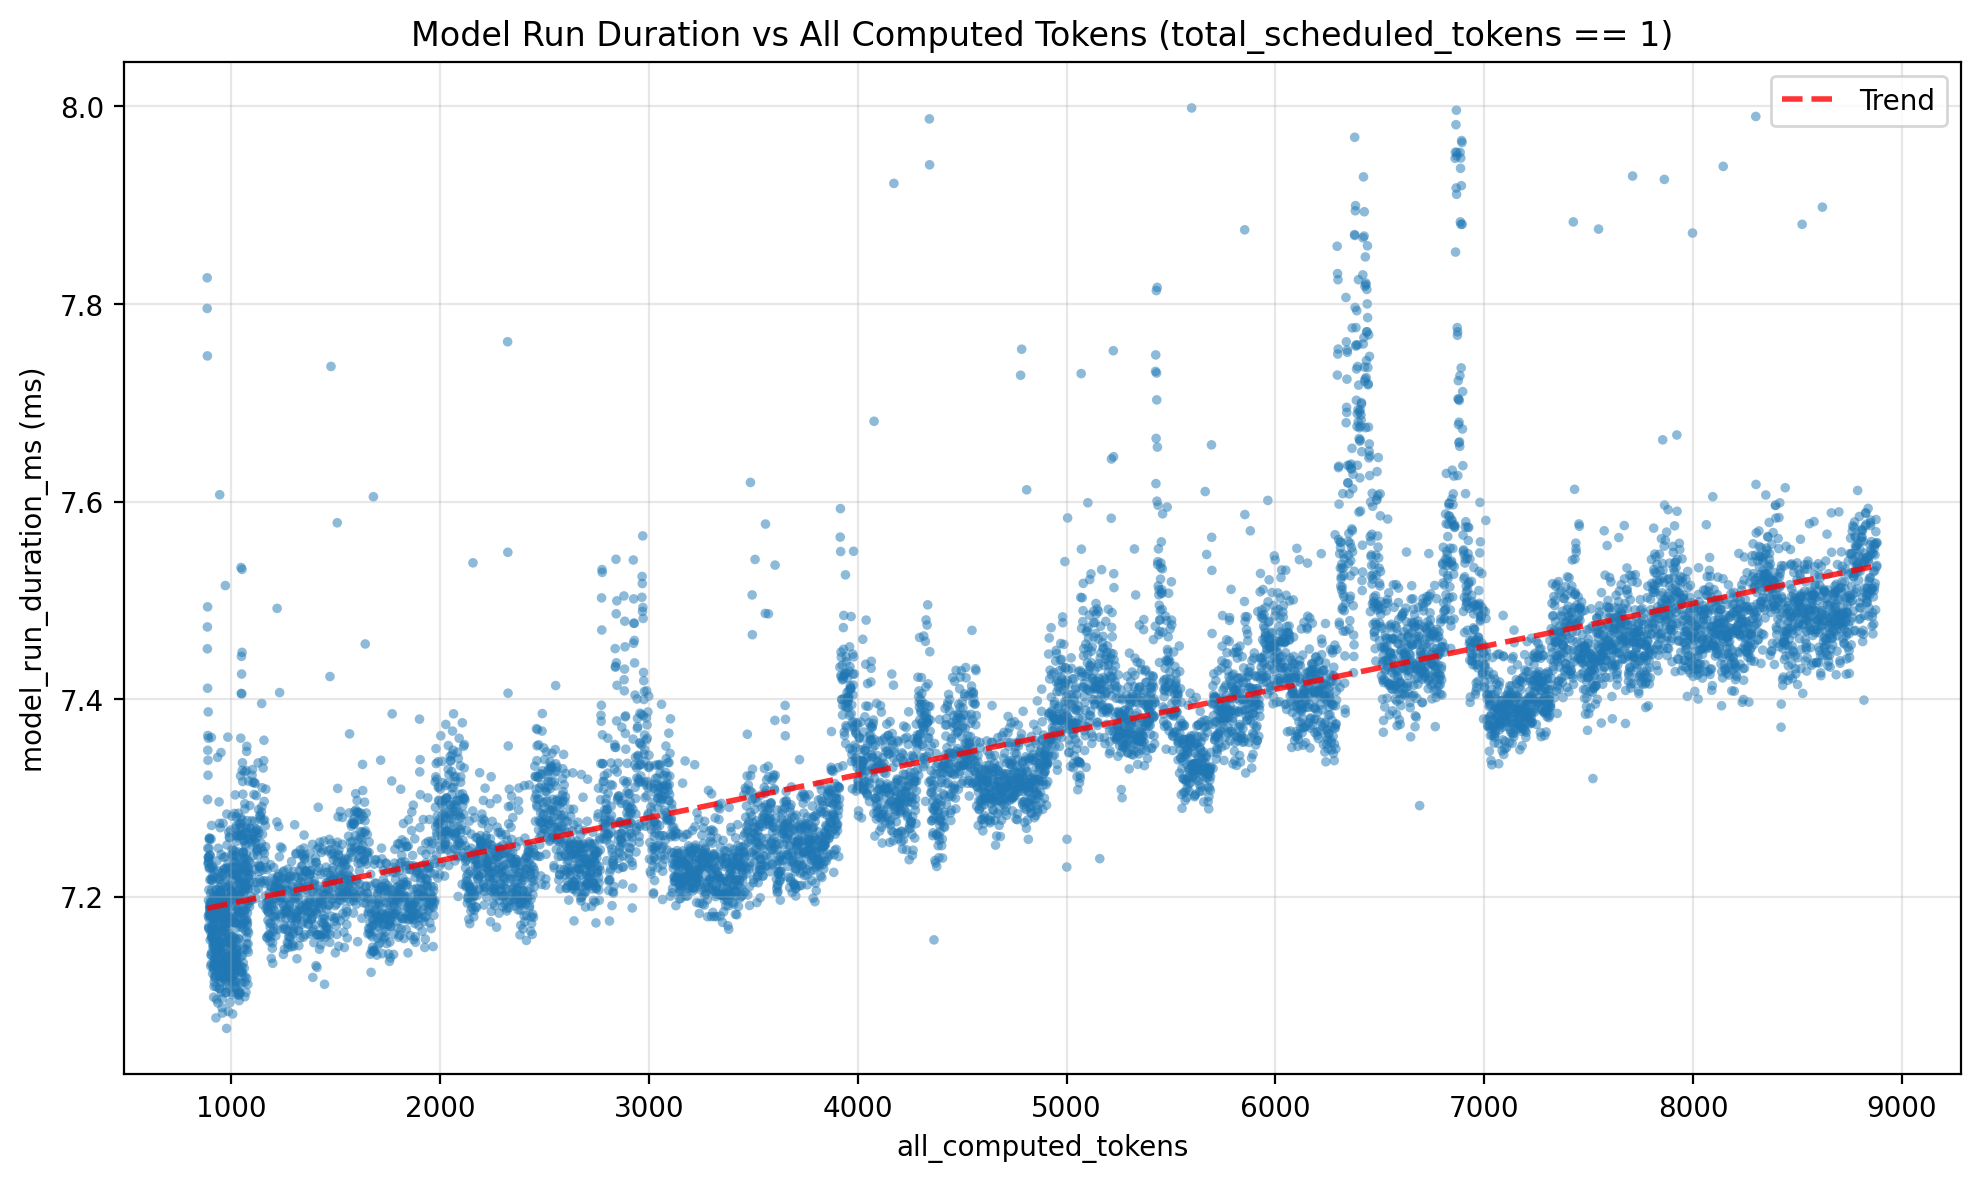 Model Run Duration vs All Computed Tokens (total_scheduled_tokens == 1)
Trend
8.0
7.8
7.6
7.4
7.2
model_run_duration_ms (ms)
1000 2000 3000 4000 5000 6000 7000 8000 9000
all_computed_tokens